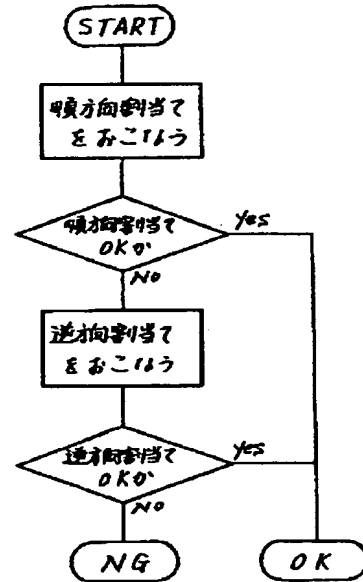 START
順方向割当て
をおこなう
順方向割当て
OKか
Yes
No
逆方向割当て
をおこなう
逆方向割当て
OKか
Yes
No
NG
OK